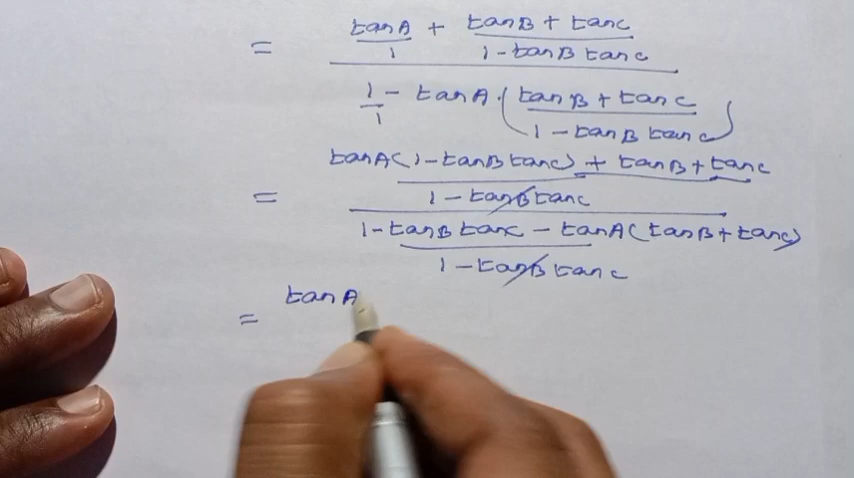 tanA/1 + tanB + tanC
= 1 - tanB tanC
1/1 - tanA · (tanB + tanC
1 - tanB tanC)
tanA(1 - tanB tanC) + tanB + tanC
= 1 - tanB tanC
1 - tanB tanC - tanA(tanB + tanC)
1 - tanB tanC
= tanA